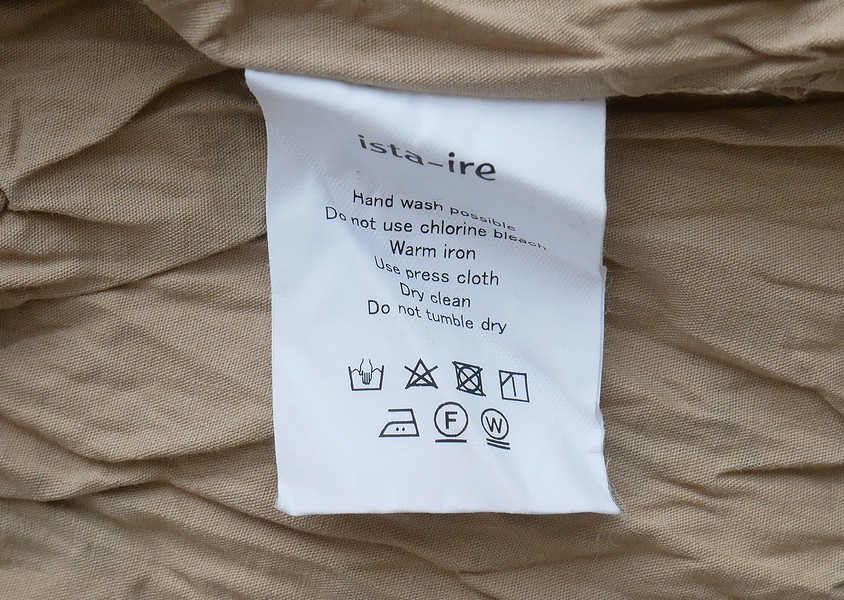 ista-ire
Hand wash possible
Do not use chlorine bleach
Warm iron
Use press cloth
Dry clean
Do not tumble dry
F W